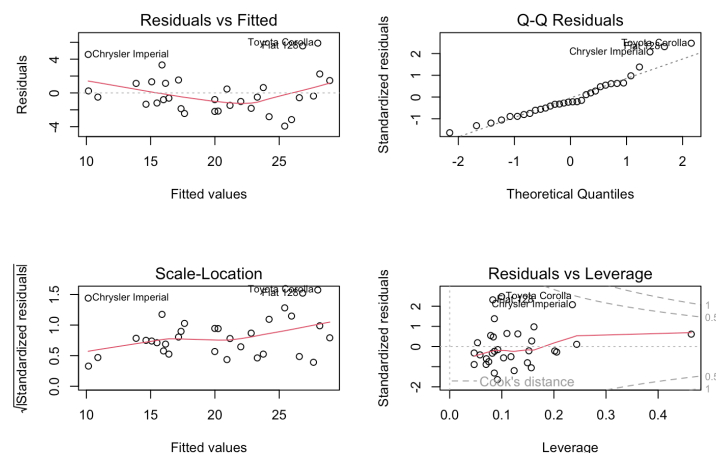 Residuals vs Fitted
Residuals
4
0
-4
Chrysler Imperial
Toyota Corolla
Fiat 128
10
15
20
25
Fitted values
Q-Q Residuals
Standardized residuals
2
1
-1
Toyota Corolla
Fiat 128
Chrysler Imperial
-2
-1
0
1
2
Theoretical Quantiles
Scale-Location
√|Standardized residuals|
1.5
1.0
0.5
0.0
Chrysler Imperial
Toyota Corolla
Fiat 128
10
15
20
25
Fitted values
Residuals vs Leverage
Standardized residuals
2
1
0
-2
Toyota Corolla
Fiat 128
Chrysler Imperial
Cook's distance
1
0.5
0.5
1
0.0
0.1
0.2
0.3
0.4
Leverage